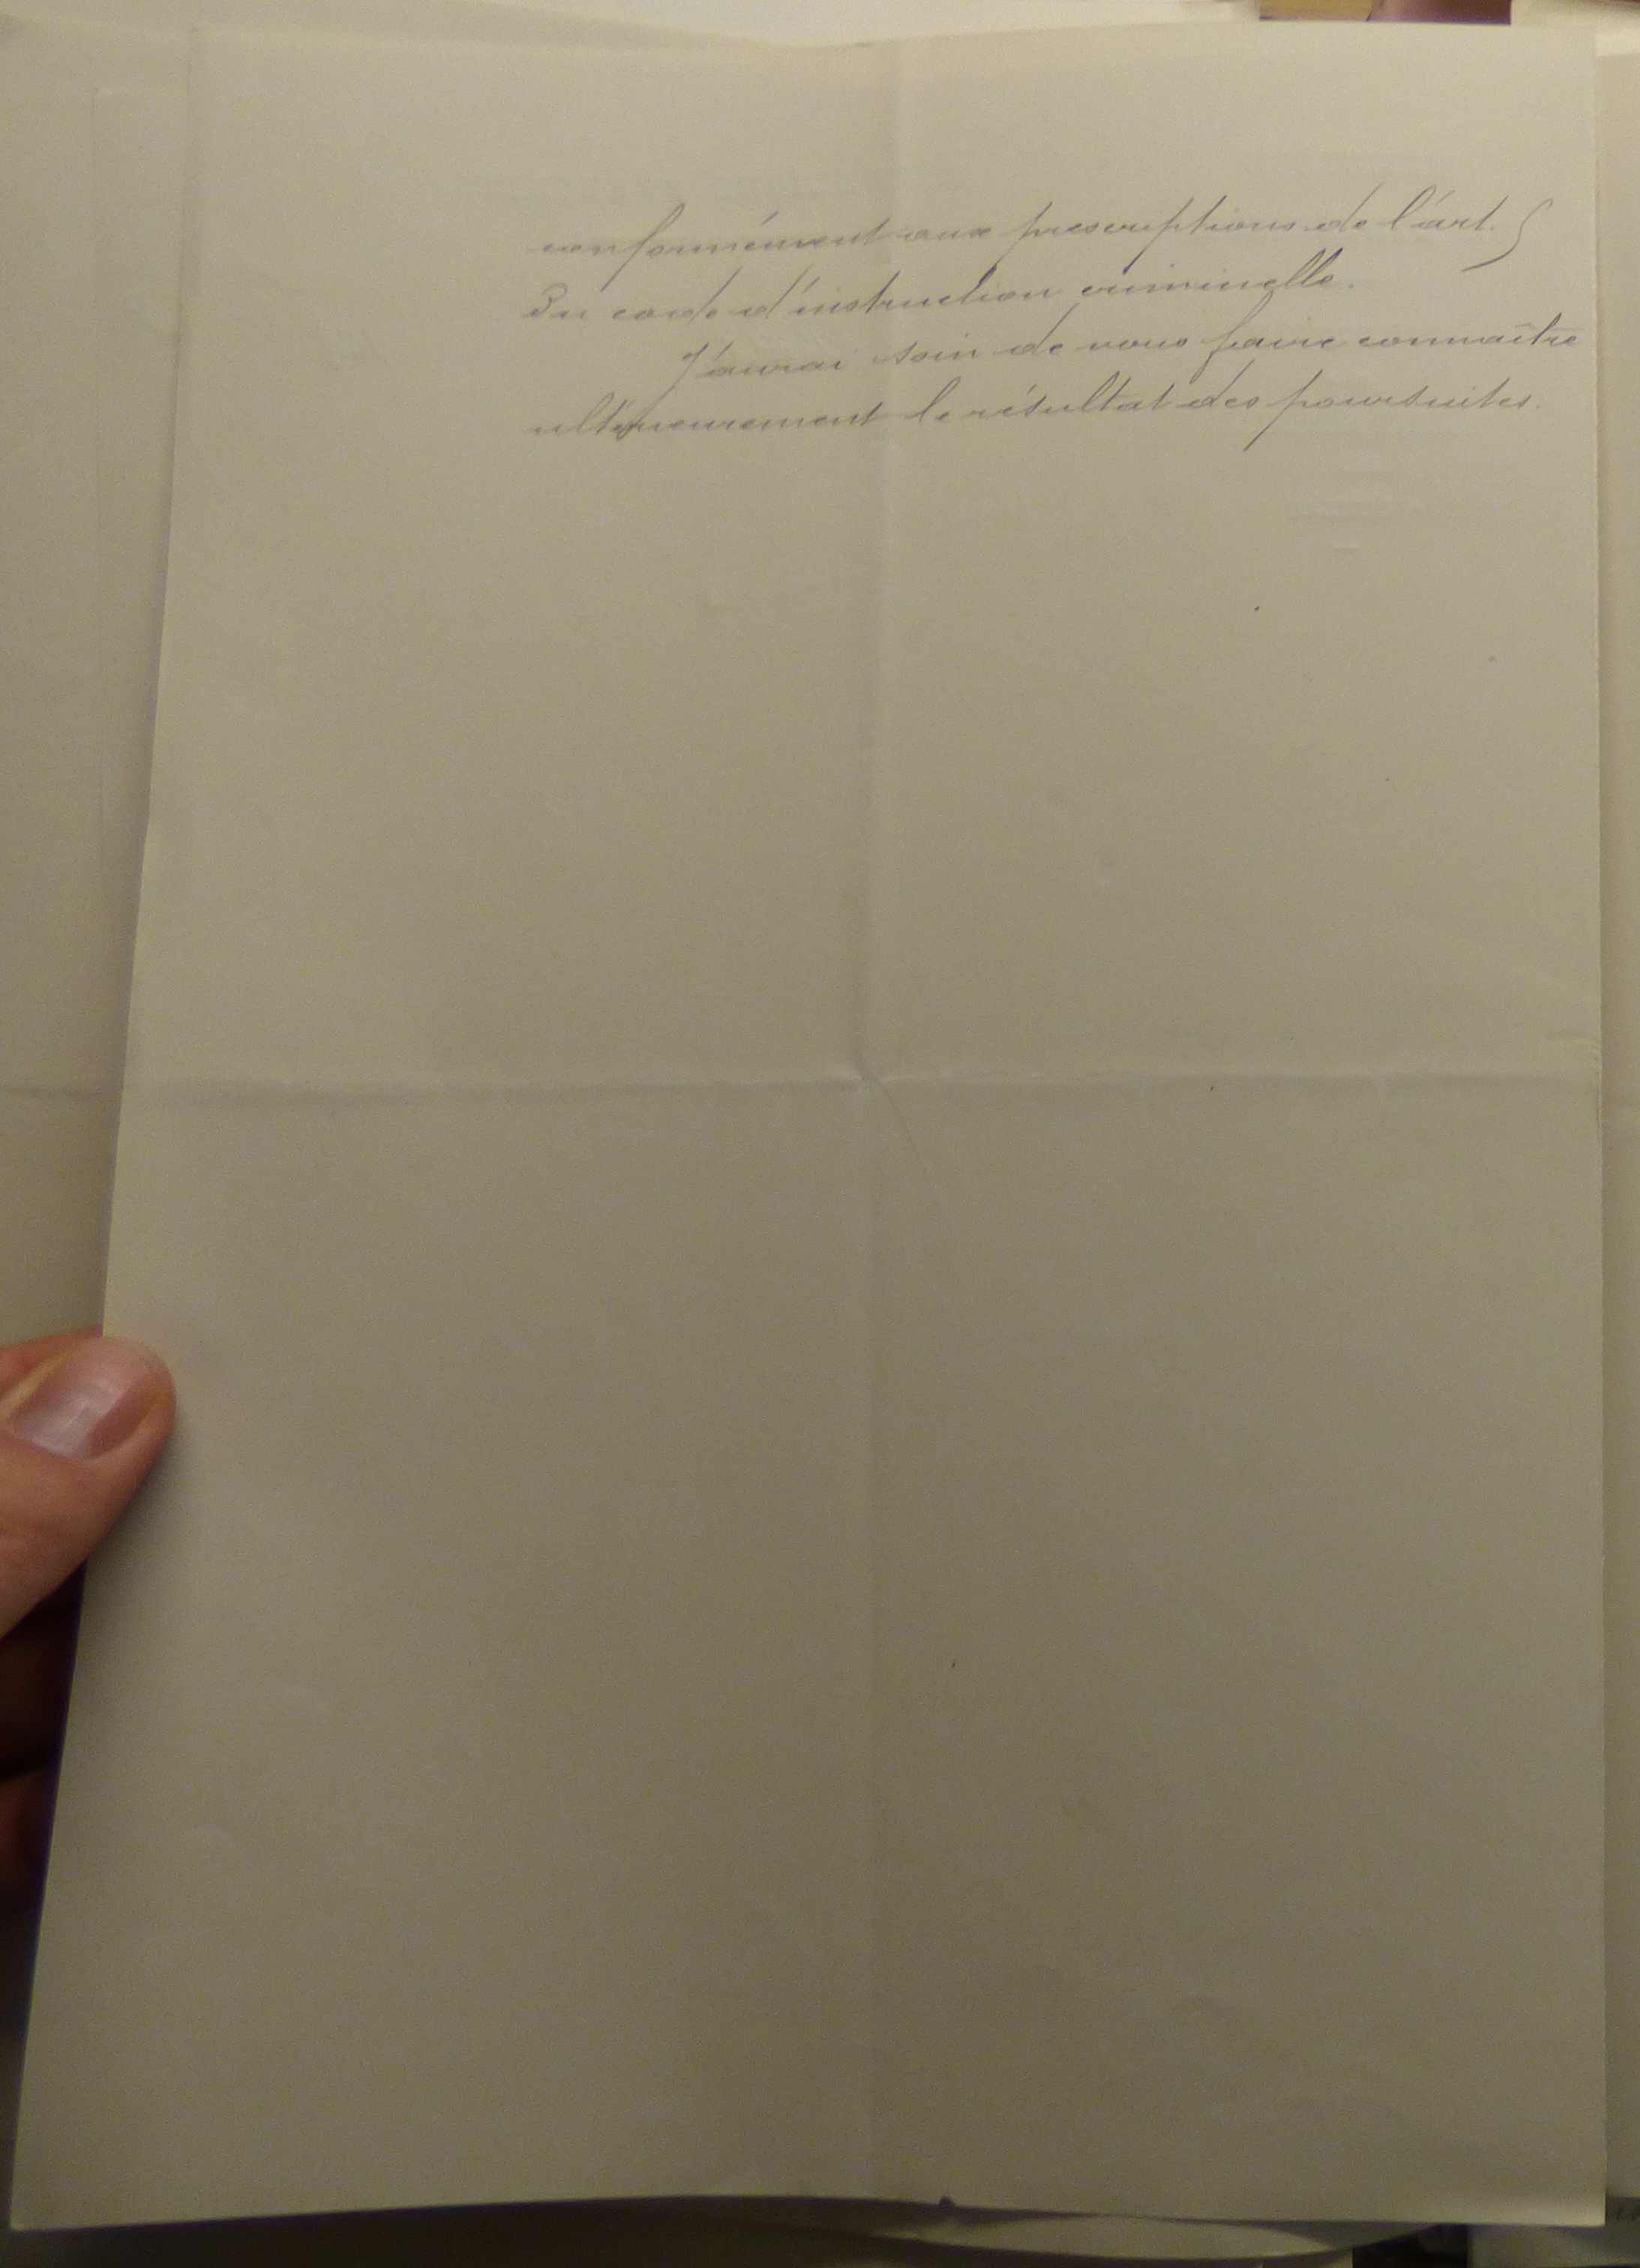 conformément aux prescriptions de l'art.
du code d'instruction criminelle.
J'aurai soin de vous faire connaître
ultérieurement le résultat des poursuites.